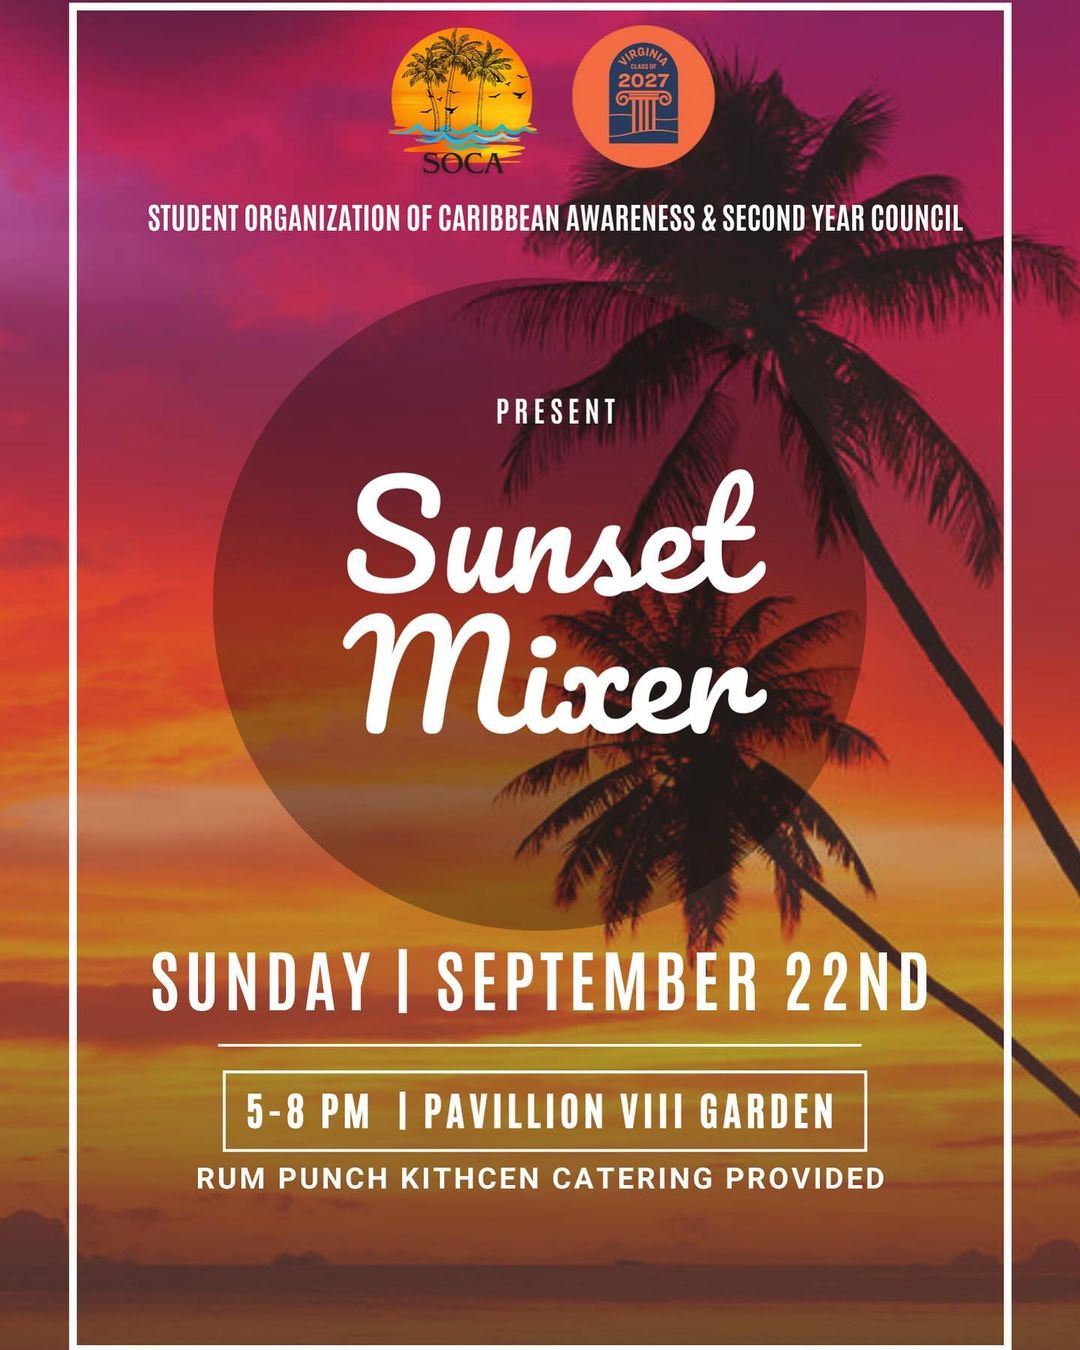 SOCA
VIRGINIA
CLASS OF
2027
STUDENT ORGANIZATION OF CARIBBEAN AWARENESS & SECOND YEAR COUNCIL
PRESENT
Sunset
Mixer
SUNDAY | SEPTEMBER 22ND
5-8 PM | PAVILLION VIII GARDEN
RUM PUNCH KITHCEN CATERING PROVIDED